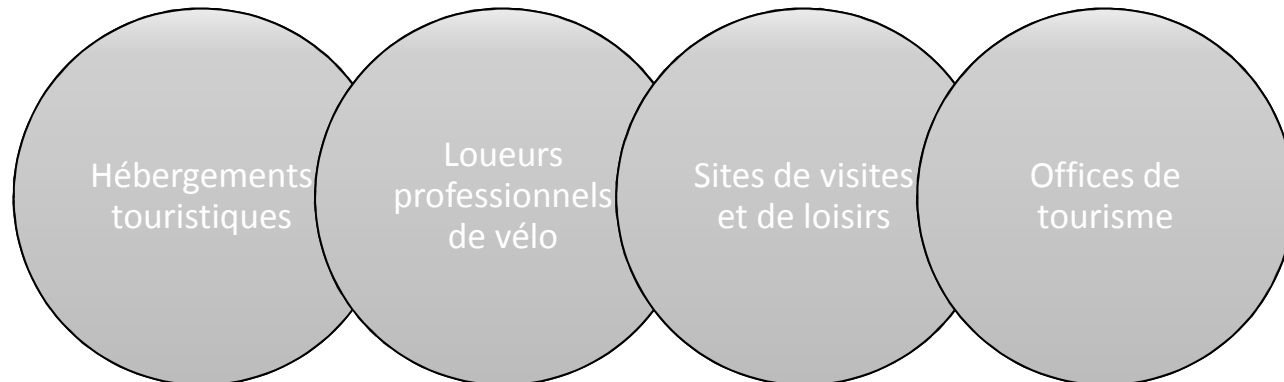 Hébergements
touristiques
Loueurs
professionnels
de vélo
Sites de visites
et de loisirs
Offices de
tourisme